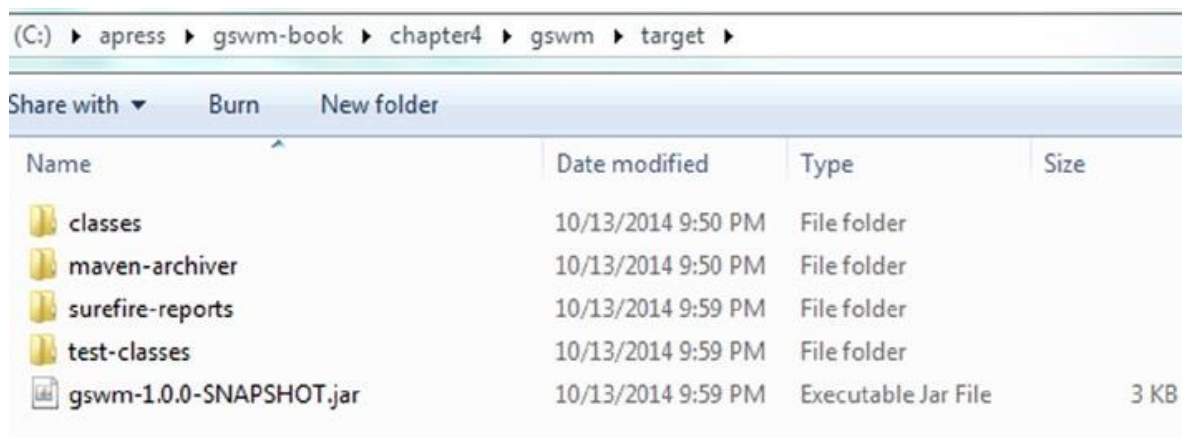 (C:) ▸ apress ▸ gswm-book ▸ chapter4 ▸ gswm ▸ target ▸
Share with ▾ Burn New folder
Name Date modified Type Size
classes 10/13/2014 9:50 PM File folder
maven-archiver 10/13/2014 9:50 PM File folder
surefire-reports 10/13/2014 9:59 PM File folder
test-classes 10/13/2014 9:59 PM File folder
gswm-1.0.0-SNAPSHOT.jar 10/13/2014 9:59 PM Executable Jar File 3 KB